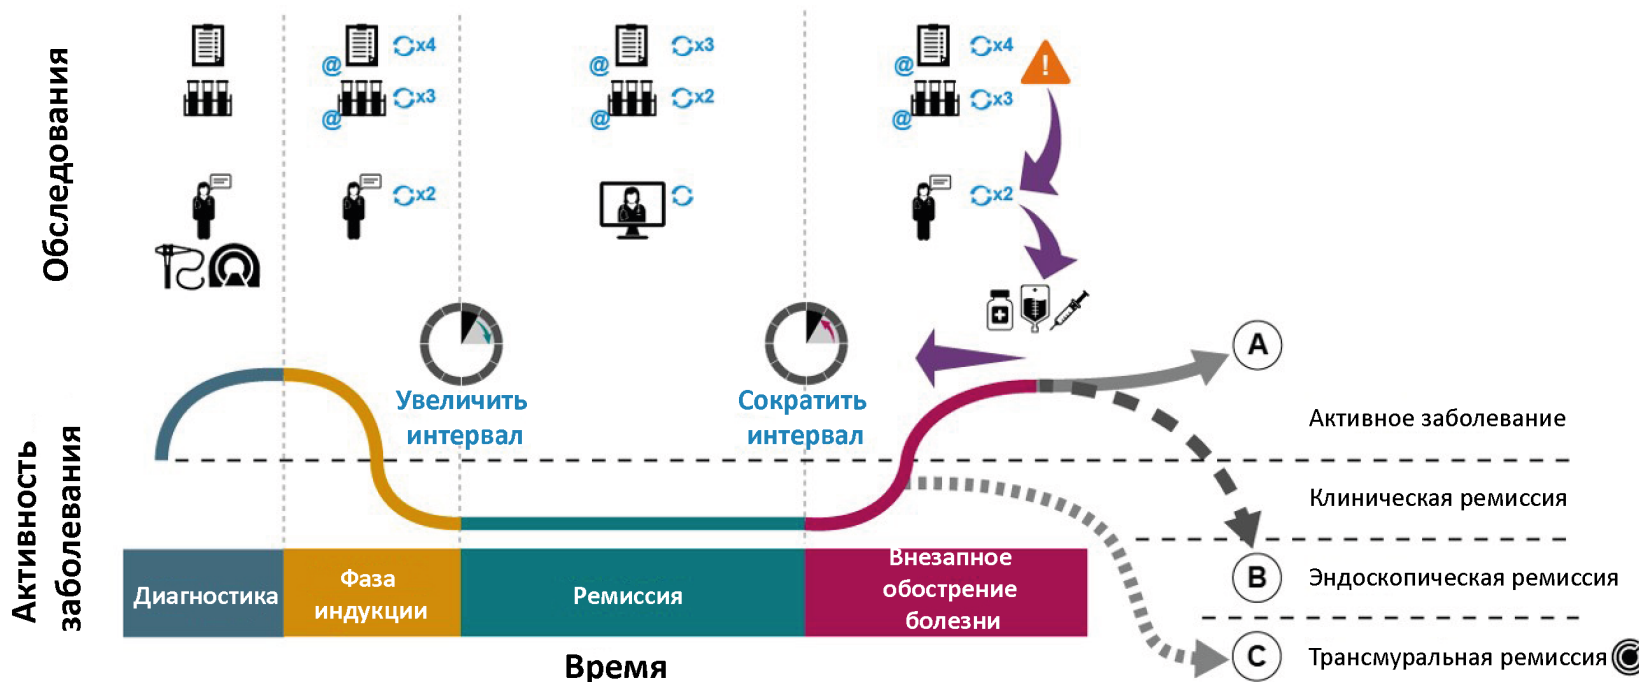 Обследования
x4
x3
x4
@
@
@
!
x3
x2
x3
@
@
@
x2
x2
A
Увеличить
интервал
Сократить
интервал
Активное заболевание
Клиническая ремиссия
Активность
заболевания
Диагностика
Фаза
индукции
Ремиссия
Внезапное
обострение
болезни
B
Эндоскопическая ремиссия
C
Трансмуральная ремиссия
Время